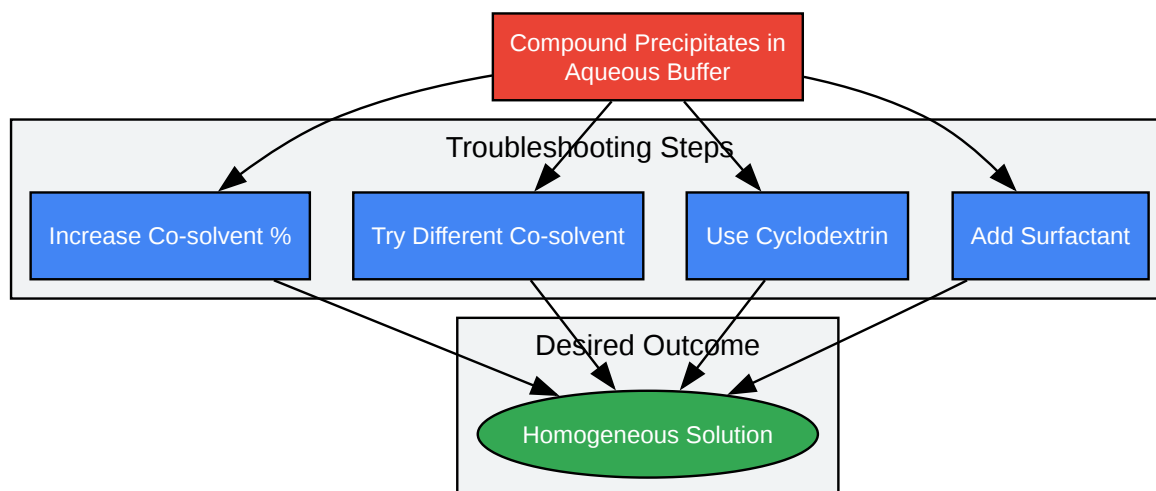 Compound Precipitates in
Aqueous Buffer
Troubleshooting Steps
Increase Co-solvent %
Try Different Co-solvent
Use Cyclodextrin
Add Surfactant
Desired Outcome
Homogeneous Solution